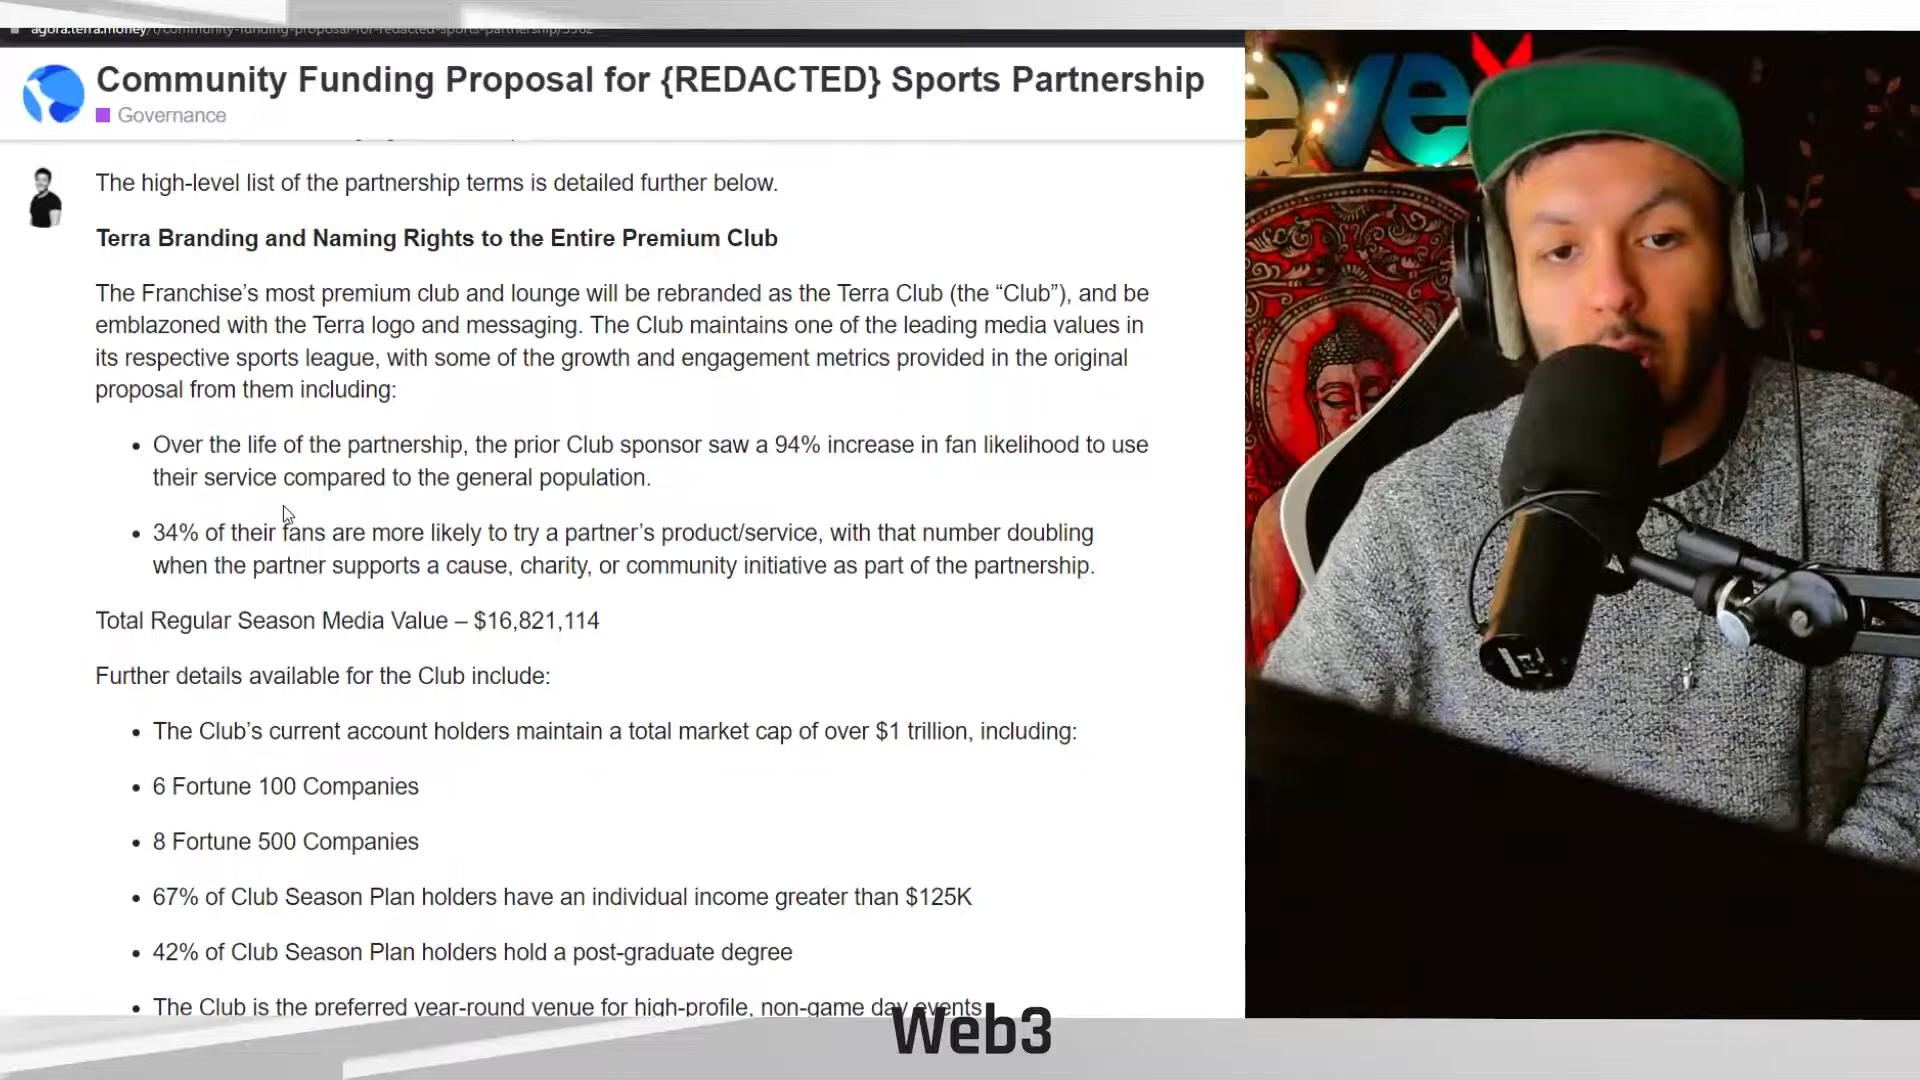 agora.terra.money/t/community-funding-proposal-for-redacted-sports-partnership/3962
Community Funding Proposal for {REDACTED} Sports Partnership
Governance
The high-level list of the partnership terms is detailed further below.
Terra Branding and Naming Rights to the Entire Premium Club
The Franchise’s most premium club and lounge will be rebranded as the Terra Club (the “Club”), and be
emblazoned with the Terra logo and messaging. The Club maintains one of the leading media values in
its respective sports league, with some of the growth and engagement metrics provided in the original
proposal from them including:
Over the life of the partnership, the prior Club sponsor saw a 94% increase in fan likelihood to use
their service compared to the general population.
34% of their fans are more likely to try a partner’s product/service, with that number doubling
when the partner supports a cause, charity, or community initiative as part of the partnership.
Total Regular Season Media Value – $16,821,114
Further details available for the Club include:
The Club’s current account holders maintain a total market cap of over $1 trillion, including:
6 Fortune 100 Companies
8 Fortune 500 Companies
67% of Club Season Plan holders have an individual income greater than $125K
42% of Club Season Plan holders hold a post-graduate degree
The Club is the preferred year-round venue for high-profile, non-game day events
Web3